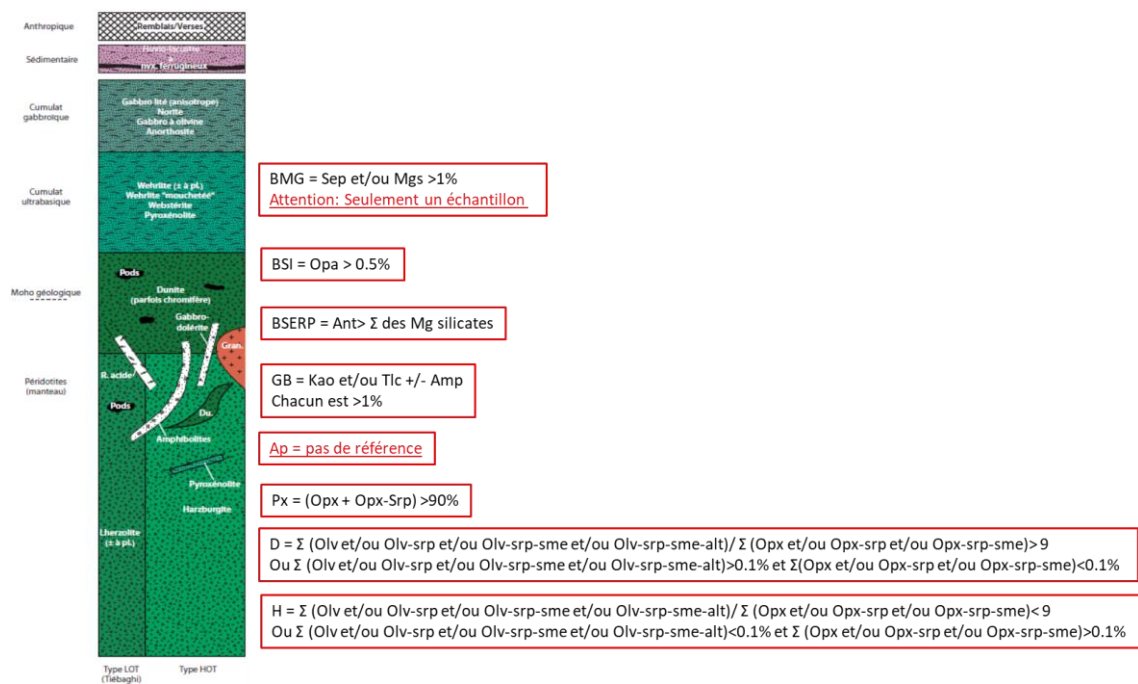 Anthropique
Remblais/Verses
Sédimentaire
Fluvio-lacustre
+
mx. ferrugineux
Cumulat
gabbroïque
Gabbro lité (anisotrope)
Norite
Gabbro à olivine
Anorthosite
Cumulat
ultrabasique
Wehrlite (± à pl.)
Wehrlite "mouchetée"
Webstérite
Pyroxénolite
Moho géologique
Pods
Dunite
(parfois chromifère)
Gabbro-
dolérite
Gran.
Péridotites
(manteau)
R. acide
Pods
Du.
Amphibolites
Pyroxénolite
Harzburgite
Lherzolite
(± à pl.)
Type LOT
(Tiébaghi)
Type HOT
BMG = Sep et/ou Mgs >1%
Attention: Seulement un échantillon
BSI = Opa > 0.5%
BSERP = Ant> Σ des Mg silicates
GB = Kao et/ou Tlc +/- Amp
Chacun est >1%
Ap = pas de référence
Px = (Opx + Opx-Srp) >90%
D = Σ (Olv et/ou Olv-srp et/ou Olv-srp-sme et/ou Olv-srp-sme-alt)/ Σ (Opx et/ou Opx-srp et/ou Opx-srp-sme)> 9
Ou Σ (Olv et/ou Olv-srp et/ou Olv-srp-sme et/ou Olv-srp-sme-alt)>0.1% et Σ(Opx et/ou Opx-srp et/ou Opx-srp-sme)<0.1%
H = Σ (Olv et/ou Olv-srp et/ou Olv-srp-sme et/ou Olv-srp-sme-alt)/ Σ (Opx et/ou Opx-srp et/ou Opx-srp-sme)< 9
Ou Σ (Olv et/ou Olv-srp et/ou Olv-srp-sme et/ou Olv-srp-sme-alt)<0.1% et Σ (Opx et/ou Opx-srp et/ou Opx-srp-sme)>0.1%